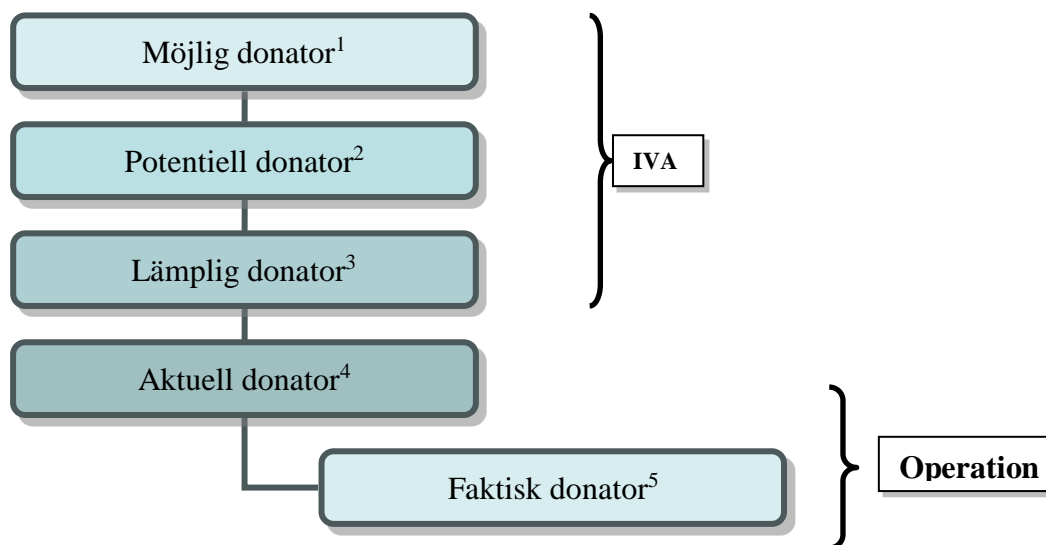 Möjlig donator¹
Potentiell donator²
IVA
Lämplig donator³
Aktuell donator⁴
Faktisk donator⁵
Operation